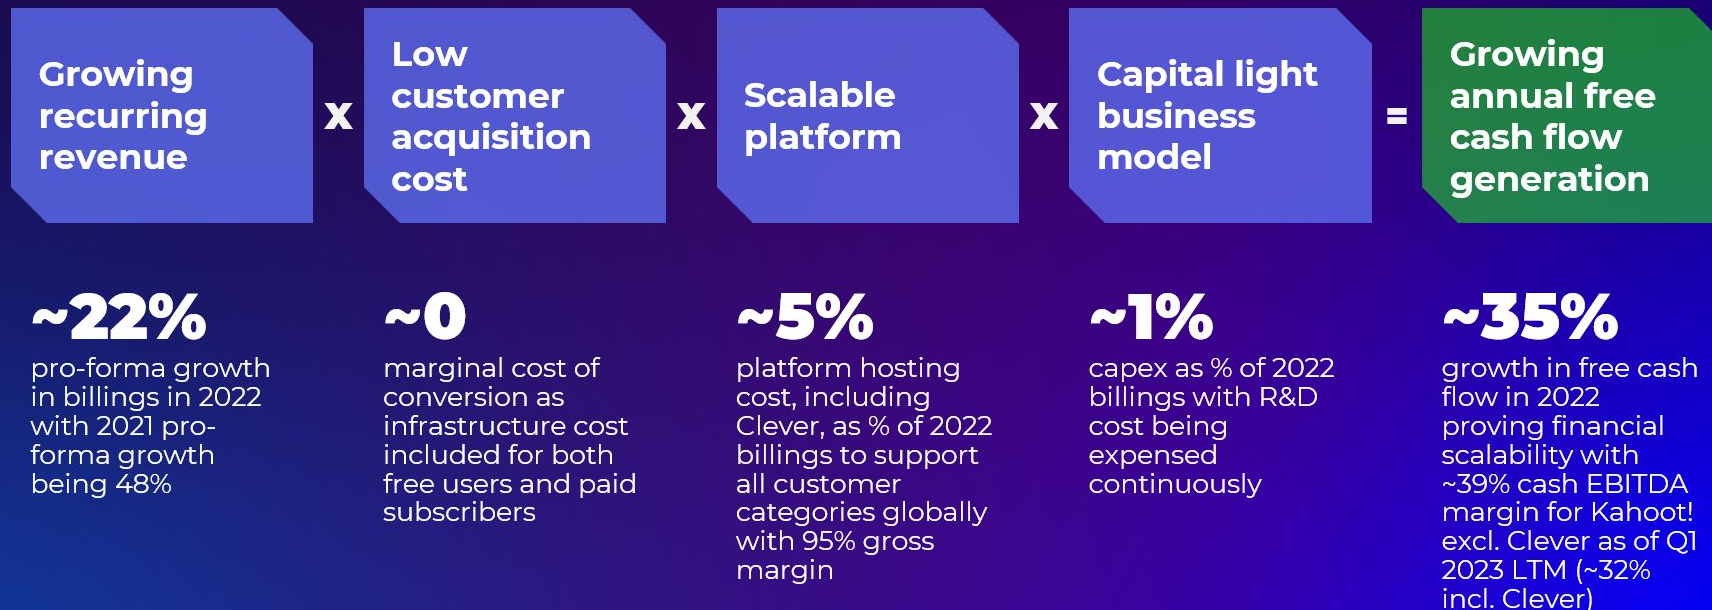 Growing
recurring
revenue
x
Low
customer
acquisition
cost
x
Scalable
platform
x
Capital light
business
model
=
Growing
annual free
cash flow
generation
~22%
pro-forma growth
in billings in 2022
with 2021 pro-
forma growth
being 48%
~0
marginal cost of
conversion as
infrastructure cost
included for both
free users and paid
subscribers
~5%
platform hosting
cost, including
Clever, as % of 2022
billings to support
all customer
categories globally
with 95% gross
margin
~1%
capex as % of 2022
billings with R&D
cost being
expensed
continuously
~35%
growth in free cash
flow in 2022
proving financial
scalability with
~39% cash EBITDA
margin for Kahoot!
excl. Clever as of Q1
2023 LTM (~32%
incl. Clever)